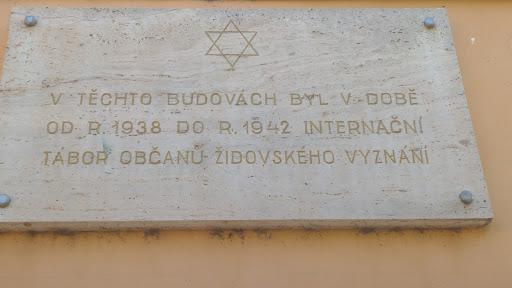 V TĚCHTO BUDOVÁCH BYL V DOBĚ
OD R. 1938 DO R. 1942 INTERNAČNÍ
TÁBOR OBČANŮ ŽIDOVSKÉHO VYZNÁNÍ